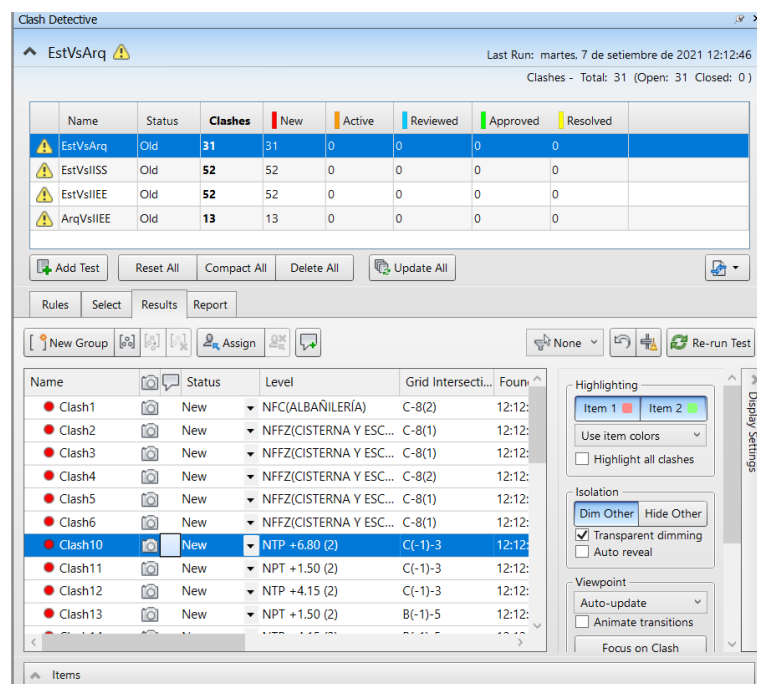 Clash Detective
EstVsArq
Last Run: martes, 7 de setiembre de 2021 12:12:46
Clashes - Total: 31 (Open: 31 Closed: 0 )
Name Status Clashes New Active Reviewed Approved Resolved
EstVsArq Old 31 31 0 0 0 0
EstVsIISS Old 52 52 0 0 0 0
EstVsIIEE Old 52 52 0 0 0 0
ArqVsIIEE Old 13 13 0 0 0 0
Add Test Reset All Compact All Delete All Update All
Rules Select Results Report
New Group Assign None Re-run Test
Name Status Level Grid Intersecti... Foun
Clash1 New NFC(ALBAÑILERÍA) C-8(2) 12:12:
Clash2 New NFFZ(CISTERNA Y ESC... C-8(1) 12:12:
Clash3 New NFFZ(CISTERNA Y ESC... C-8(1) 12:12:
Clash4 New NFFZ(CISTERNA Y ESC... C-8(2) 12:12:
Clash5 New NFFZ(CISTERNA Y ESC... C-8(1) 12:12:
Clash6 New NFFZ(CISTERNA Y ESC... C-8(1) 12:12:
Clash10 New NTP +6.80 (2) C(-1)-3 12:12:
Clash11 New NPT +1.50 (2) C(-1)-3 12:12:
Clash12 New NTP +4.15 (2) C(-1)-3 12:12:
Clash13 New NPT +1.50 (2) B(-1)-5 12:12:
Highlighting
Item 1 Item 2
Use item colors
Highlight all clashes
Isolation
Dim Other Hide Other
Transparent dimming
Auto reveal
Viewpoint
Auto-update
Animate transitions
Focus on Clash
Display Settings
Items